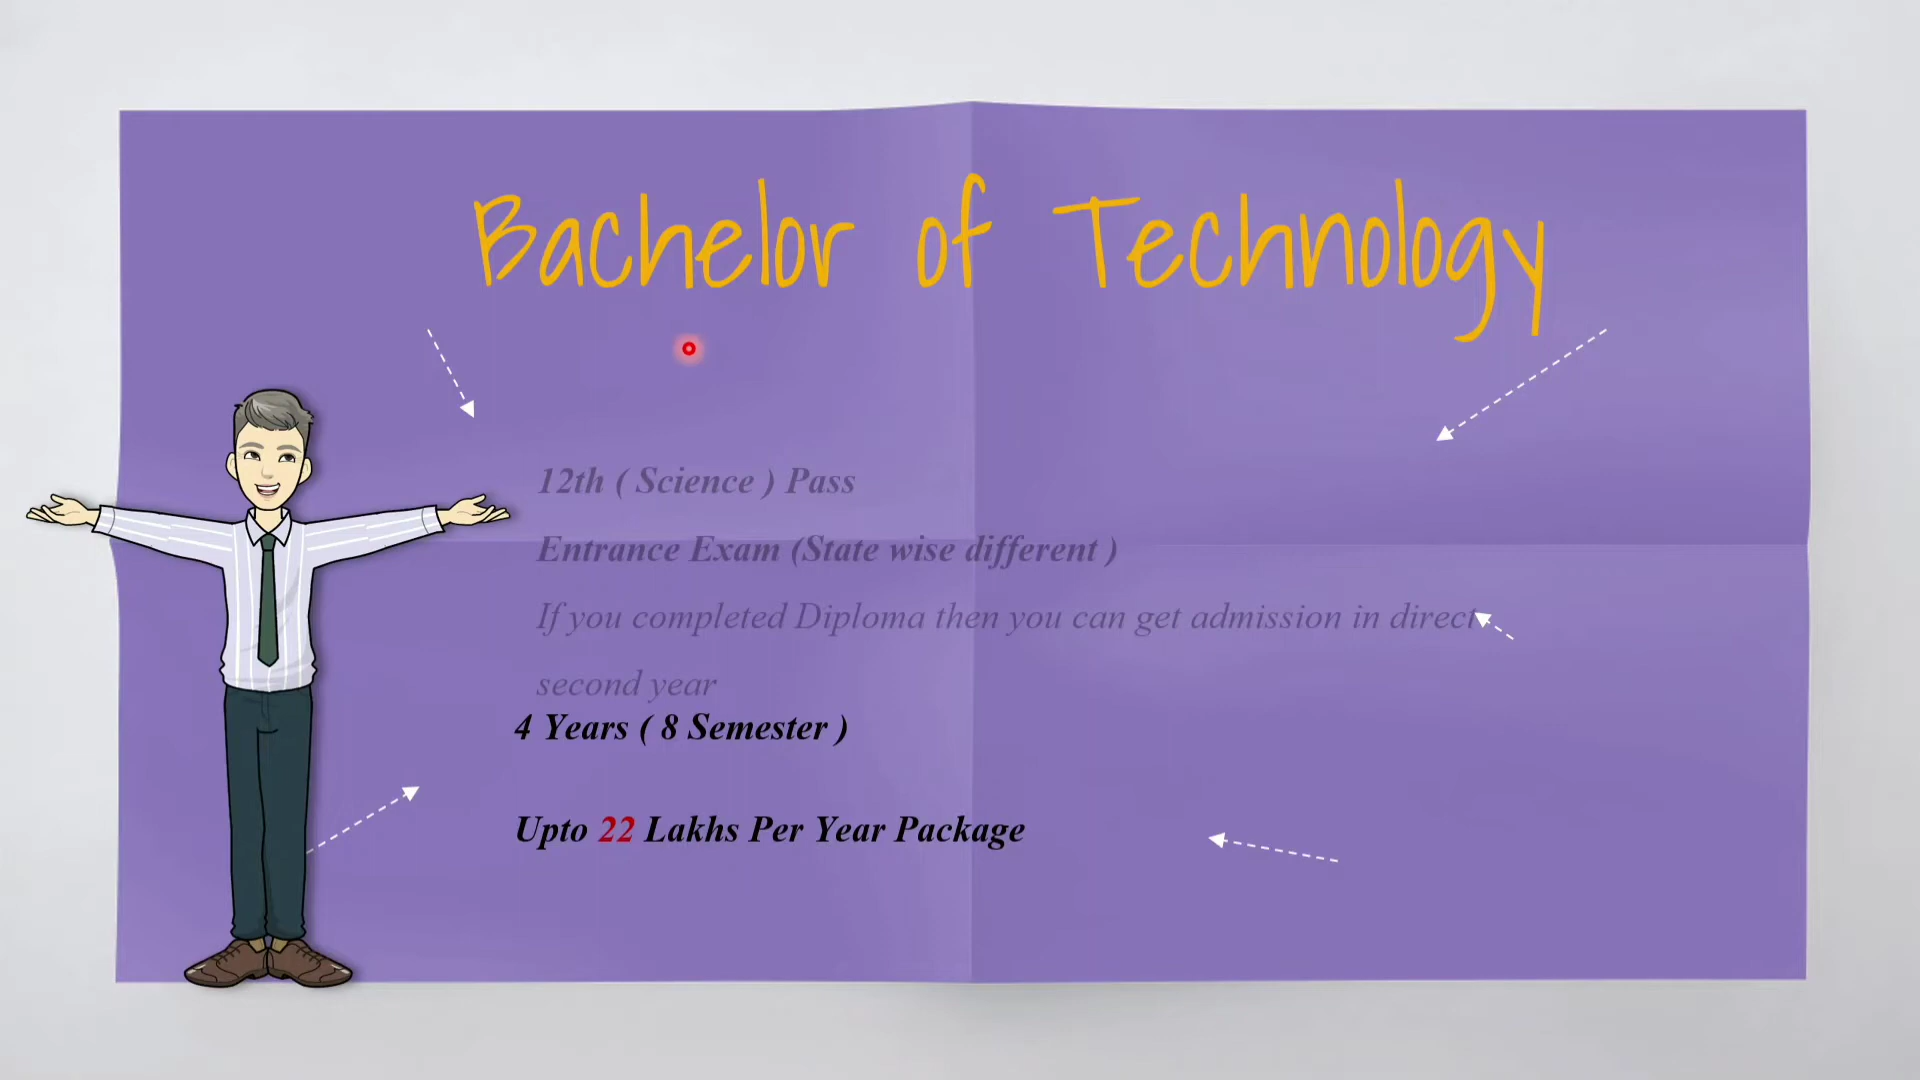 Bachelor of Technology
12th ( Science ) Pass
Entrance Exam (State wise different )
If you completed Diploma then you can get admission in direct
second year
4 Years ( 8 Semester )
Upto 22 Lakhs Per Year Package